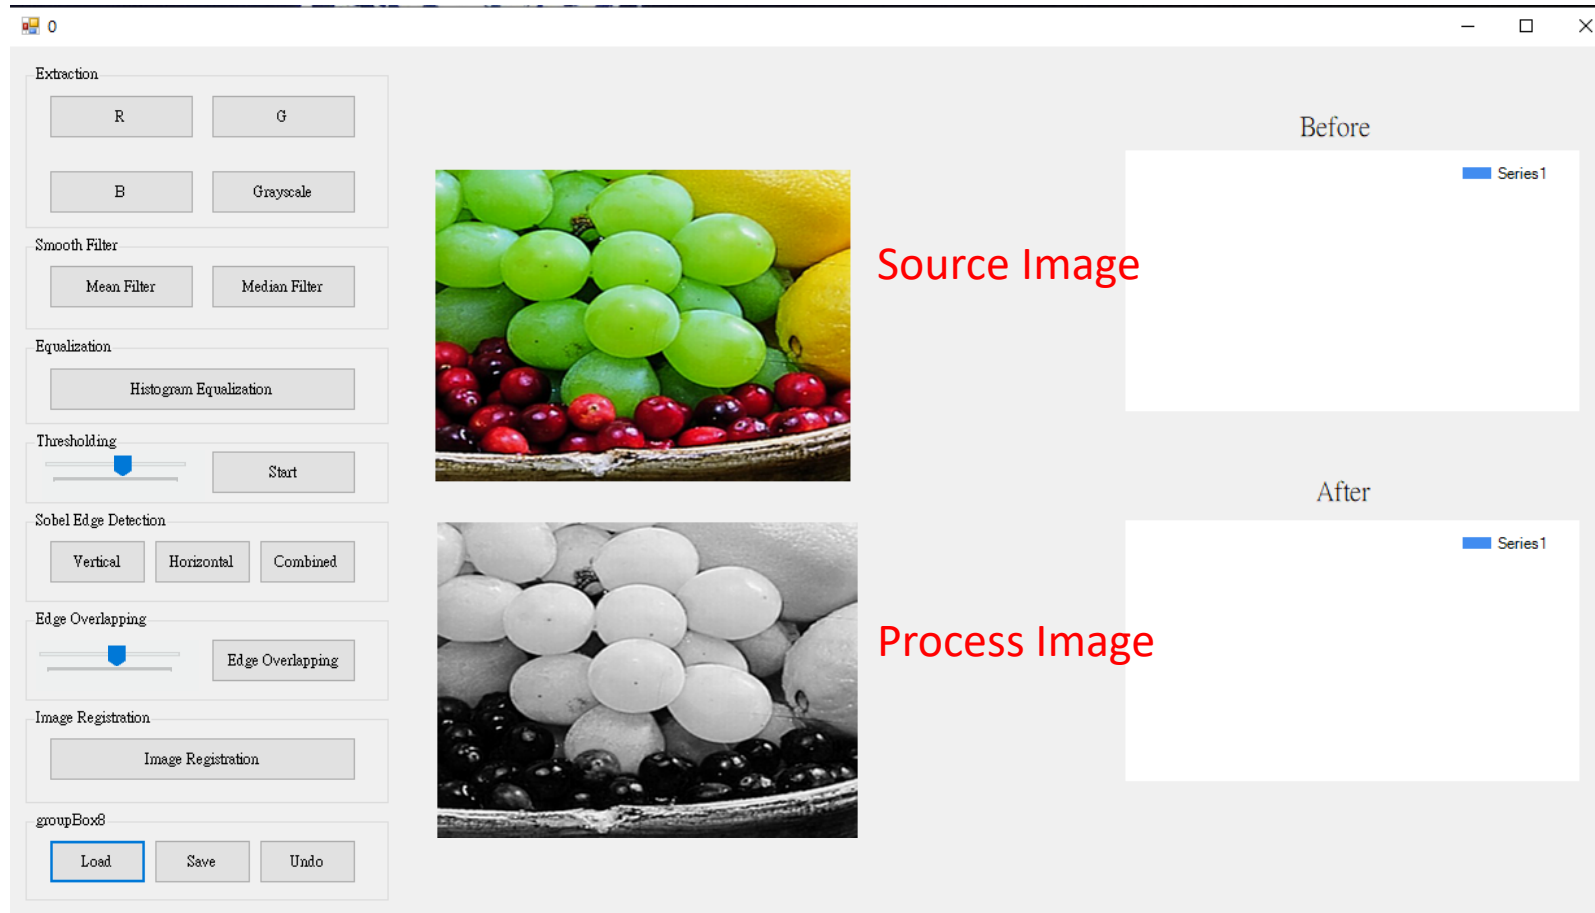 0
Extraction
R
G
B
Grayscale
Smooth Filter
Mean Filter
Median Filter
Equalization
Histogram Equalization
Thresholding
Start
Sobel Edge Detection
Vertical
Horizontal
Combined
Edge Overlapping
Edge Overlapping
Image Registration
Image Registration
groupBox8
Load
Save
Undo
Source Image
Process Image
Before
Series1
After
Series1